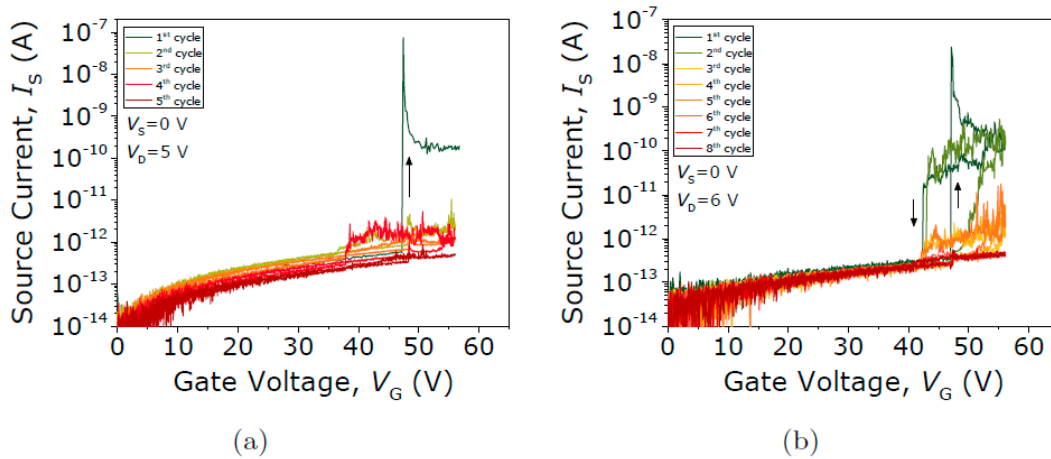 10⁻⁷
10⁻⁸
10⁻⁹
10⁻¹⁰
10⁻¹¹
10⁻¹²
10⁻¹³
10⁻¹⁴
Source Current, I_S (A)
1ˢᵗ cycle
2ⁿᵈ cycle
3ʳᵈ cycle
4ᵗʰ cycle
5ᵗʰ cycle
V_S=0 V
V_D=5 V
0 10 20 30 40 50 60
Gate Voltage, V_G (V)
(a)
10⁻⁷
10⁻⁸
10⁻⁹
10⁻¹⁰
10⁻¹¹
10⁻¹²
10⁻¹³
10⁻¹⁴
Source Current, I_S (A)
1ˢᵗ cycle
2ⁿᵈ cycle
3ʳᵈ cycle
4ᵗʰ cycle
5ᵗʰ cycle
6ᵗʰ cycle
7ᵗʰ cycle
8ᵗʰ cycle
V_S=0 V
V_D=6 V
0 10 20 30 40 50 60
Gate Voltage, V_G (V)
(b)